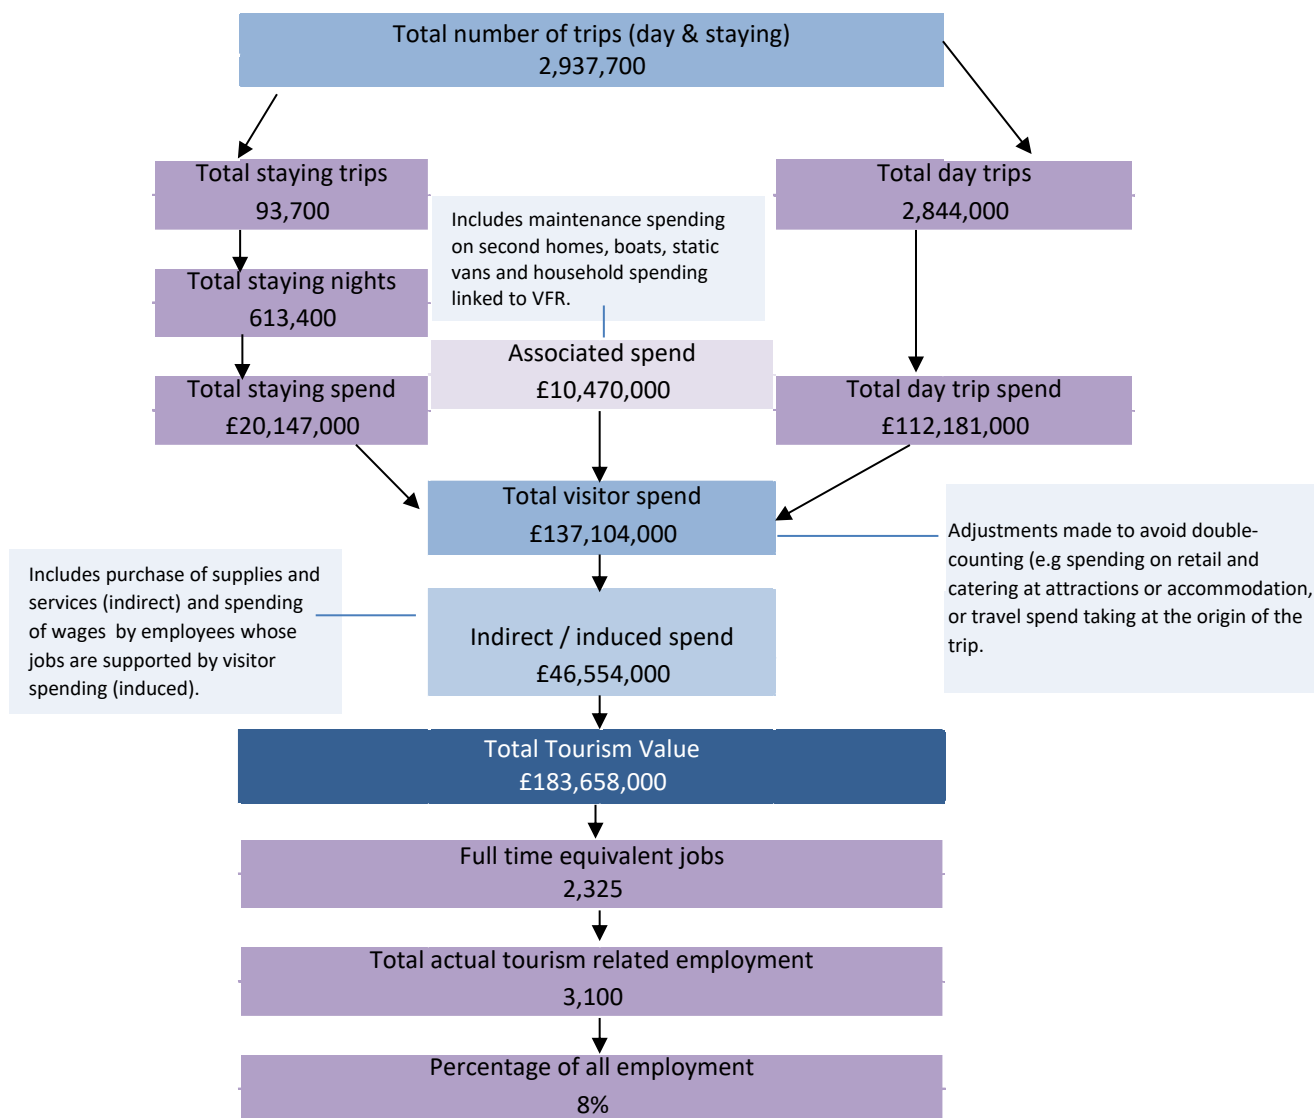 Total number of trips (day & staying)
2,937,700
Total staying trips
93,700
Total day trips
2,844,000
Includes maintenance spending
on second homes, boats, static
vans and household spending
linked to VFR.
Total staying nights
613,400
Associated spend
£10,470,000
Total staying spend
£20,147,000
Total day trip spend
£112,181,000
Total visitor spend
£137,104,000
Adjustments made to avoid double-
counting (e.g spending on retail and
catering at attractions or accommodation,
or travel spend taking at the origin of the
trip.
Includes purchase of supplies and
services (indirect) and spending
of wages by employees whose
jobs are supported by visitor
spending (induced).
Indirect / induced spend
£46,554,000
Total Tourism Value
£183,658,000
Full time equivalent jobs
2,325
Total actual tourism related employment
3,100
Percentage of all employment
8%